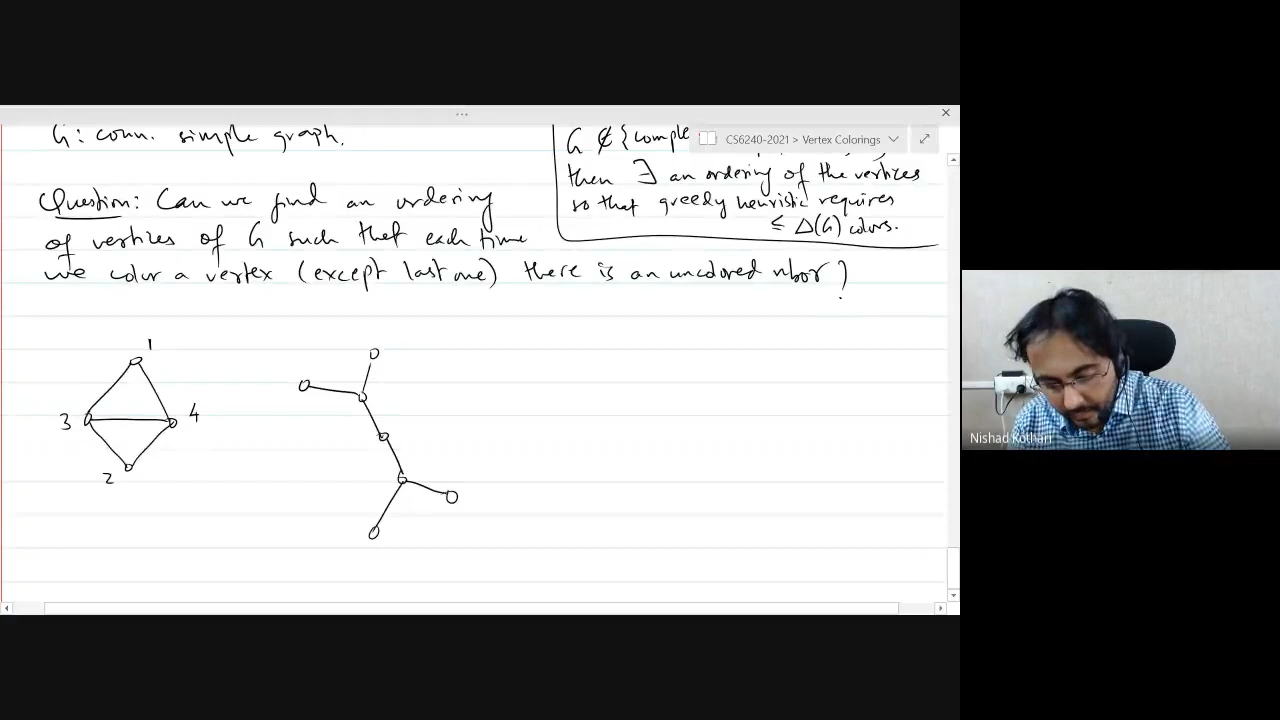 G: conn. simple graph.
Question: Can we find an ordering
of vertices of G such that each time
we color a vertex (except last one) there is an uncolored nbor?
G ∉ {comple
CS6240-2021 > Vertex Colorings
then ∃ an ordering of the vertices
so that greedy heuristic requires
≤ Δ(G) colors.
1
3
4
2
Nishad Kothari